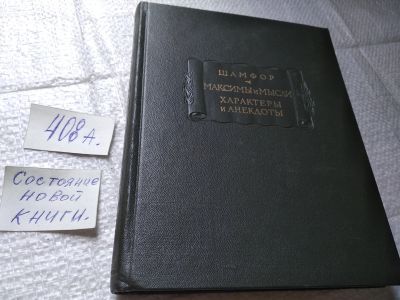 ШАМФОР
МАКСИМЫ И МЫСЛИ
ХАРАКТЕРЫ
И АНЕКДОТЫ
408 А.
СОСТОЯНИЕ
НОВОЙ
КНИГИ.